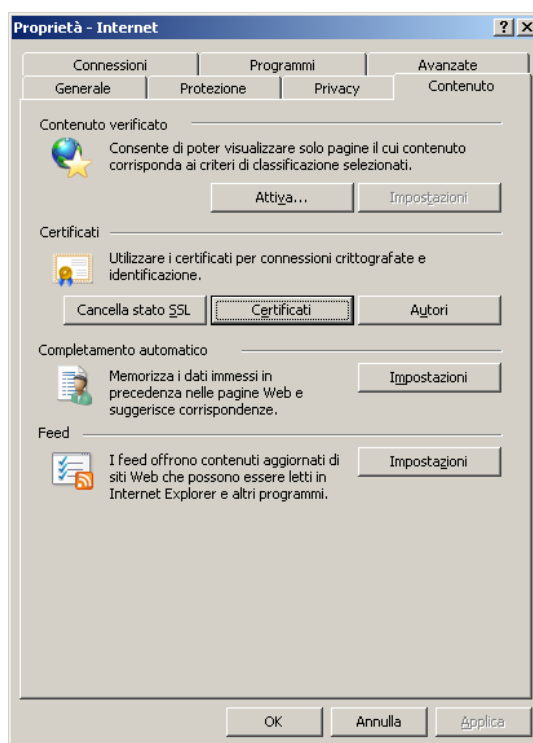 Proprietà - Internet
Connessioni Programmi Avanzate
Generale Protezione Privacy Contenuto
Contenuto verificato
Consente di poter visualizzare solo pagine il cui contenuto
corrisponda ai criteri di classificazione selezionati.
Attiva... Impostazioni
Certificati
Utilizzare i certificati per connessioni crittografate e
identificazione.
Cancella stato SSL Certificati Autori
Completamento automatico
Memorizza i dati immessi in
precedenza nelle pagine Web e
suggerisce corrispondenze.
Impostazioni
Feed
I feed offrono contenuti aggiornati di
siti Web che possono essere letti in
Internet Explorer e altri programmi.
Impostazioni
OK Annulla Applica